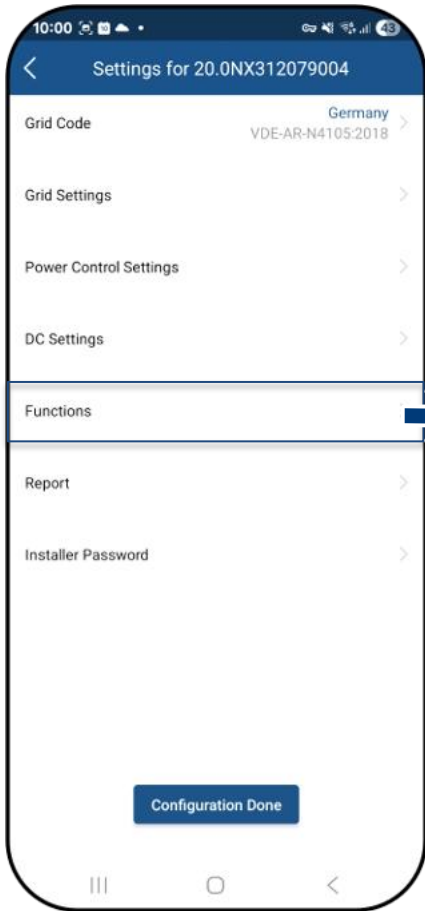 10:00
43
Settings for 20.0NX312079004
Grid Code
Germany
VDE-AR-N4105:2018
Grid Settings
Power Control Settings
DC Settings
Functions
Report
Installer Password
Configuration Done